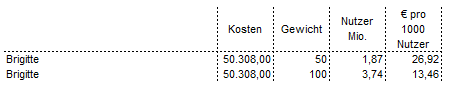 Kosten Gewicht Nutzer Mio. € pro 1000 Nutzer
Brigitte 50.308,00 50 1,87 26,92
Brigitte 50.308,00 100 3,74 13,46